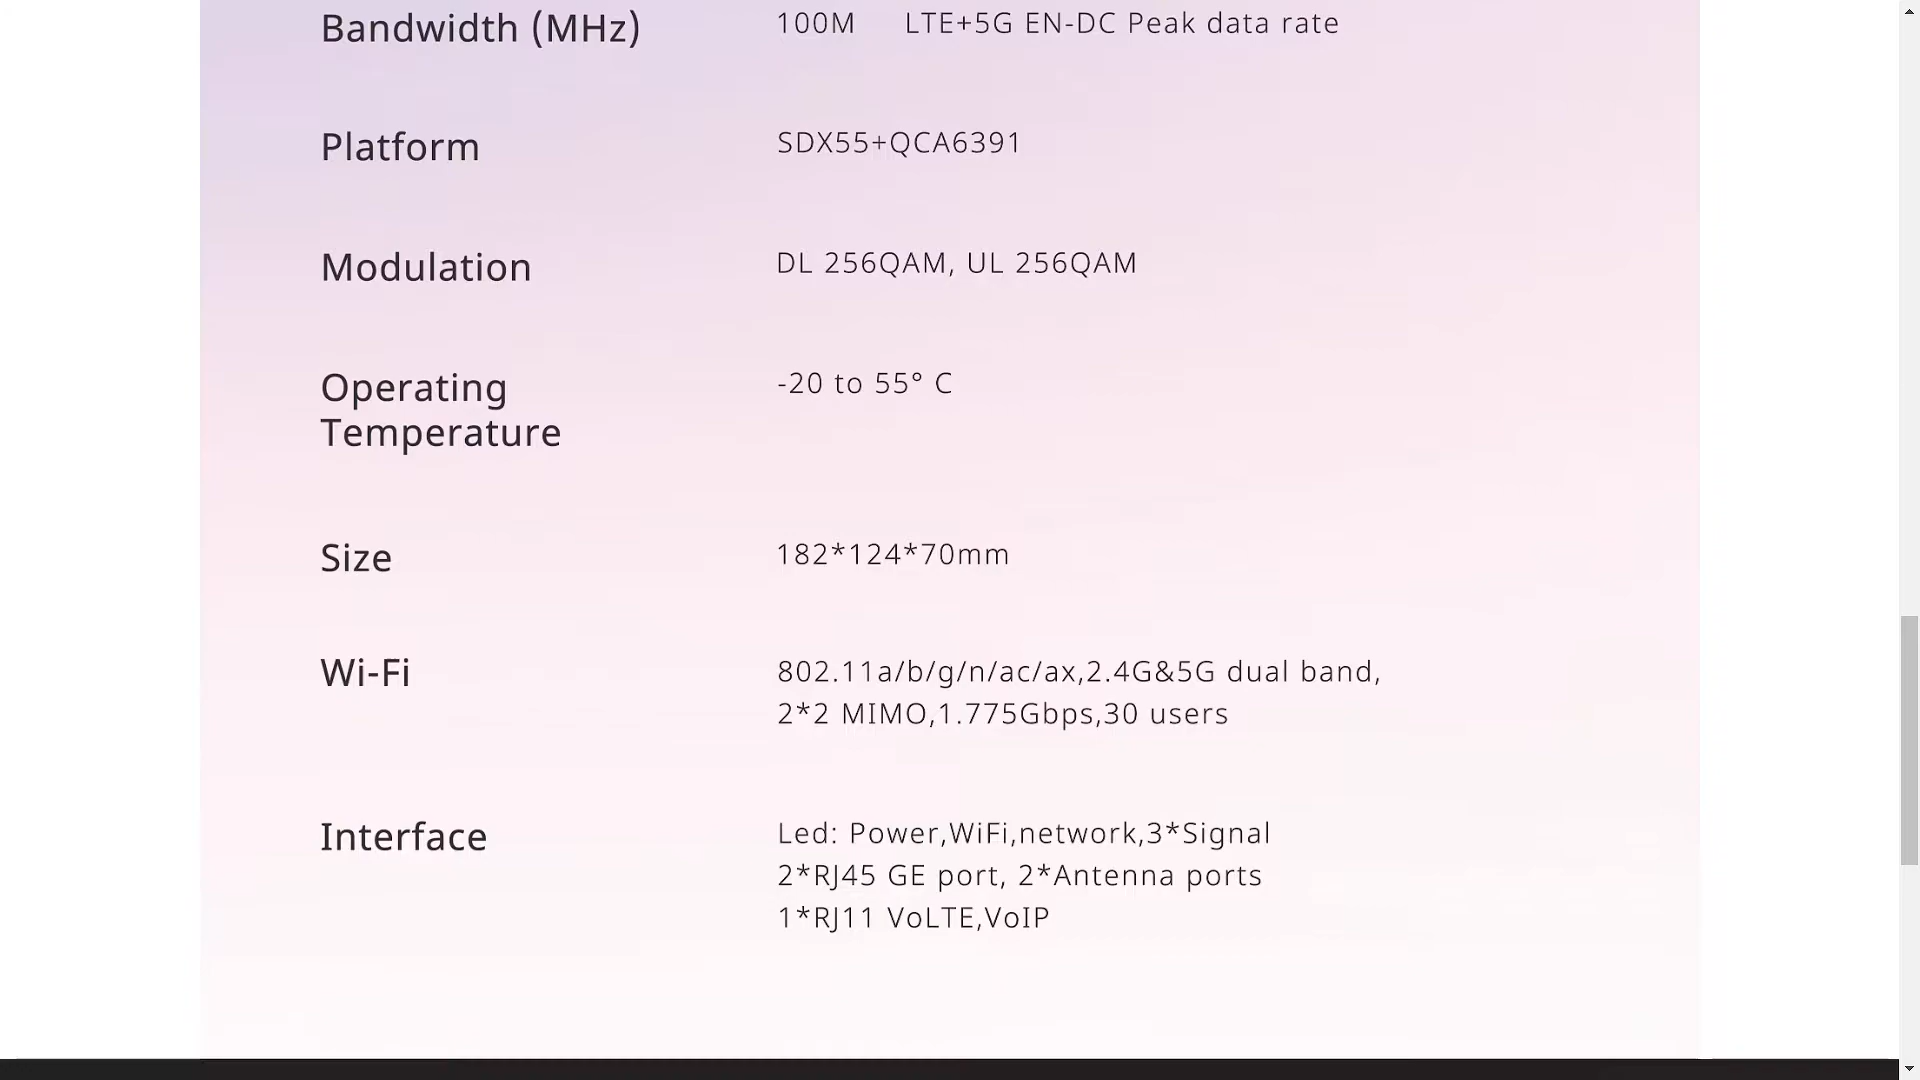 Bandwidth (MHz) 100M LTE+5G EN-DC Peak data rate
Platform SDX55+QCA6391
Modulation DL 256QAM, UL 256QAM
Operating -20 to 55° C
Temperature
Size 182*124*70mm
Wi-Fi 802.11a/b/g/n/ac/ax,2.4G&5G dual band,
2*2 MIMO,1.775Gbps,30 users
Interface Led: Power,WiFi,network,3*Signal
2*RJ45 GE port, 2*Antenna ports
1*RJ11 VoLTE,VoIP